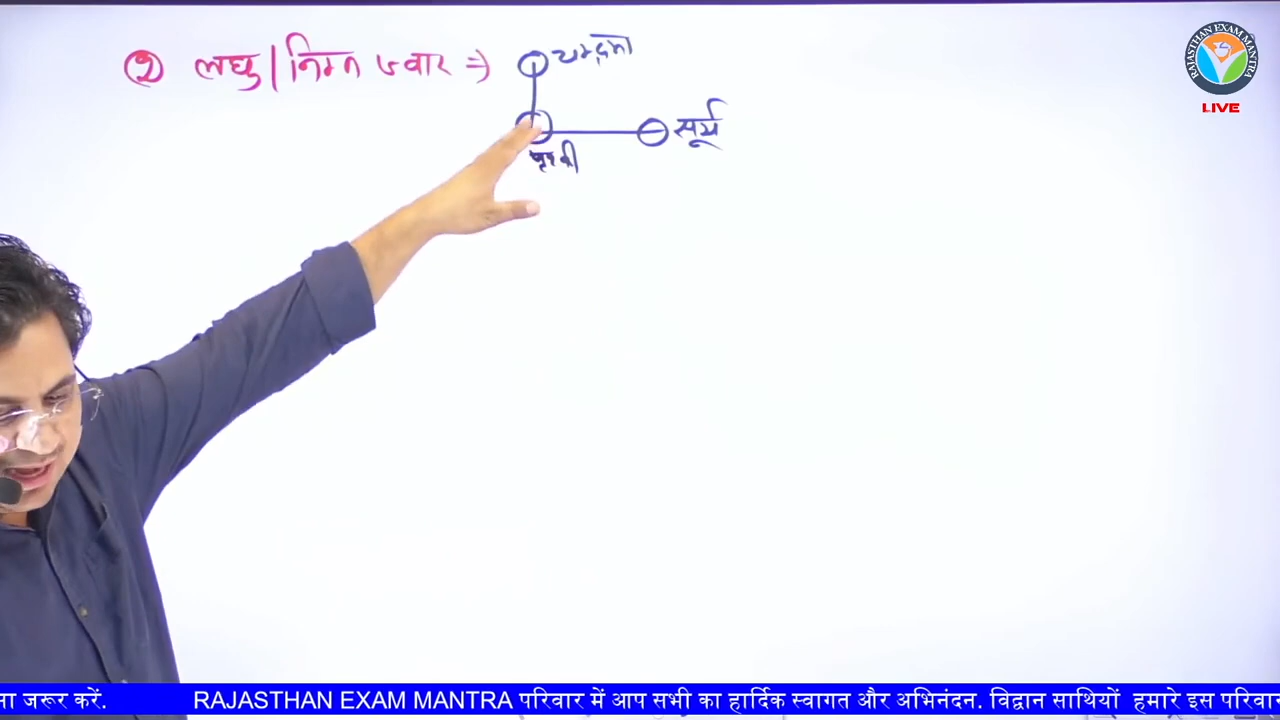 ② लघु/निम्न ज्वार ⇒ चन्द्रमा
सूर्य
पृथ्वी
RAJASTHAN EXAM MANTRA
LIVE
ना जरूर करें. RAJASTHAN EXAM MANTRA परिवार में आप सभी का हार्दिक स्वागत और अभिनंदन. विद्वान साथियों हमारे इस परिवार